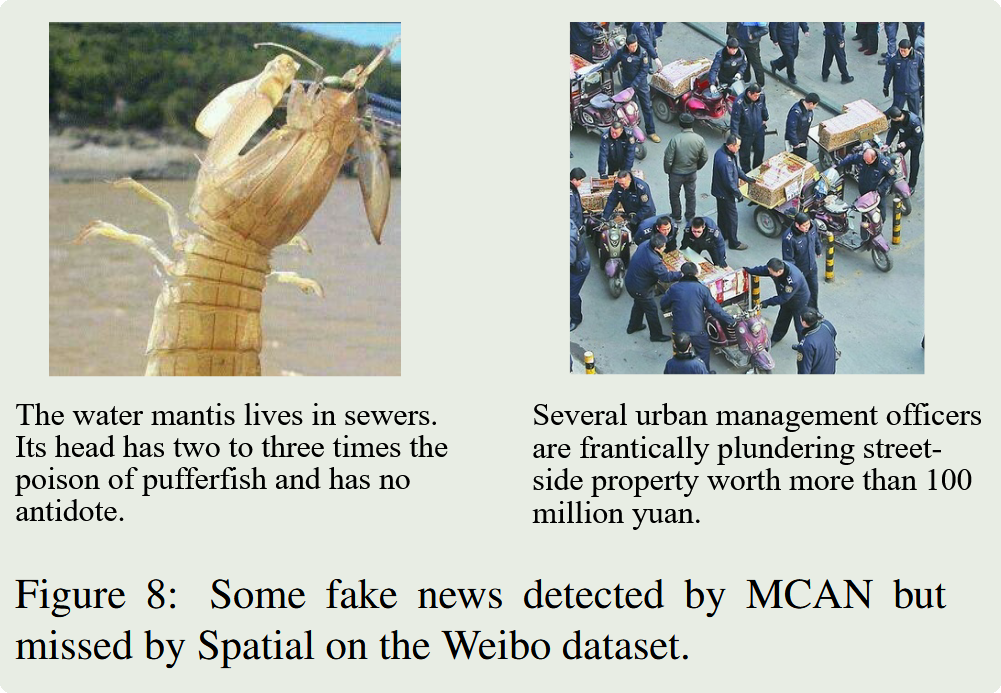 The water mantis lives in sewers.
Its head has two to three times the
poison of pufferfish and has no
antidote.
Several urban management officers
are frantically plundering street-
side property worth more than 100
million yuan.
Figure 8: Some fake news detected by MCAN but
missed by Spatial on the Weibo dataset.